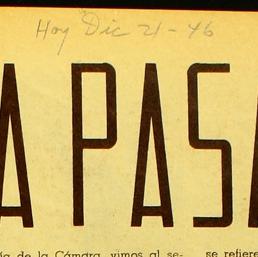 Hoy Dic 21-46
A PASA
de la Cámara, vimos al se-
se refiere